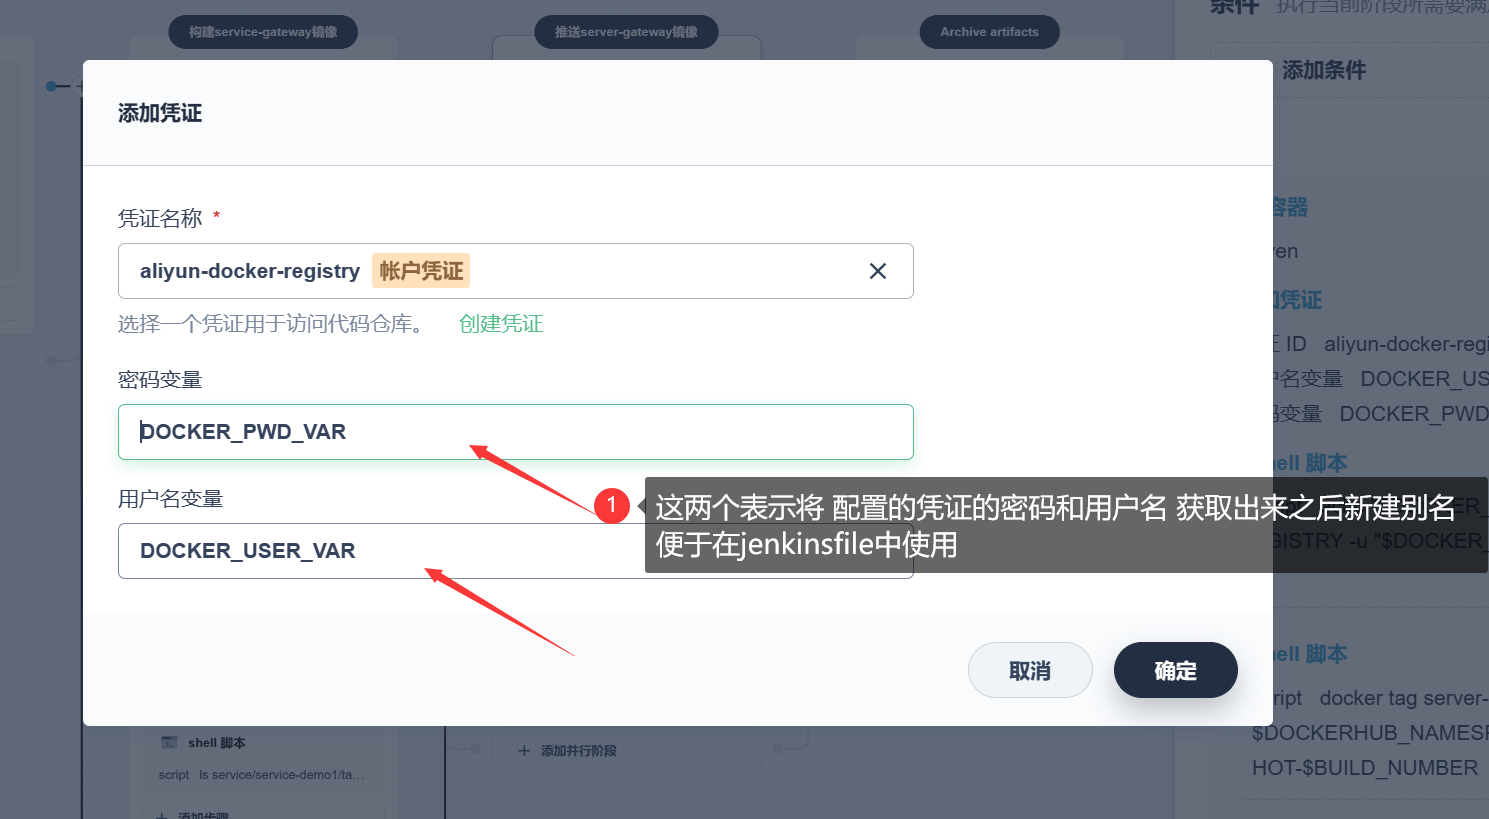 构建service-gateway镜像
推送server-gateway镜像
Archive artifacts
条件 执行当前阶段所需要满
添加条件
添加凭证
凭证名称 *
aliyun-docker-registry 帐户凭证
选择一个凭证用于访问代码仓库。 创建凭证
密码变量
DOCKER_PWD_VAR
用户名变量
DOCKER_USER_VAR
1
这两个表示将 配置的凭证的密码和用户名 获取出来之后新建别名
便于在jenkinsfile中使用
取消
确定
容器
ID aliyun-docker-regi
户名变量 DOCKER_US
码变量 DOCKER_PWD
shell 脚本
GISTRY -u "$DOCKER_
shell 脚本
script docker tag server-
$DOCKERHUB_NAMESP
HOT-$BUILD_NUMBER
shell 脚本
script ls service/service-demo1/ta…
添加步骤
添加并行阶段